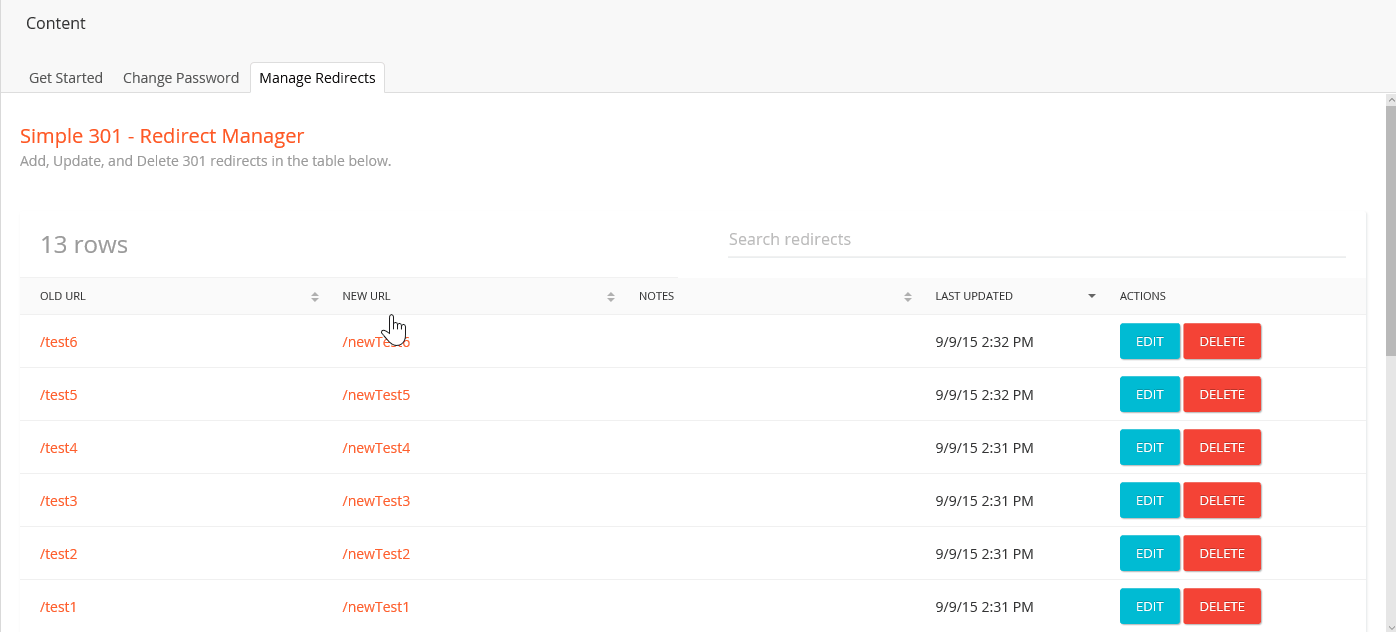 Content
Get Started Change Password Manage Redirects
Simple 301 - Redirect Manager
Add, Update, and Delete 301 redirects in the table below.
13 rows Search redirects
OLD URL NEW URL NOTES LAST UPDATED ACTIONS
/test6 /newTest6 9/9/15 2:32 PM EDIT DELETE
/test5 /newTest5 9/9/15 2:32 PM EDIT DELETE
/test4 /newTest4 9/9/15 2:31 PM EDIT DELETE
/test3 /newTest3 9/9/15 2:31 PM EDIT DELETE
/test2 /newTest2 9/9/15 2:31 PM EDIT DELETE
/test1 /newTest1 9/9/15 2:31 PM EDIT DELETE